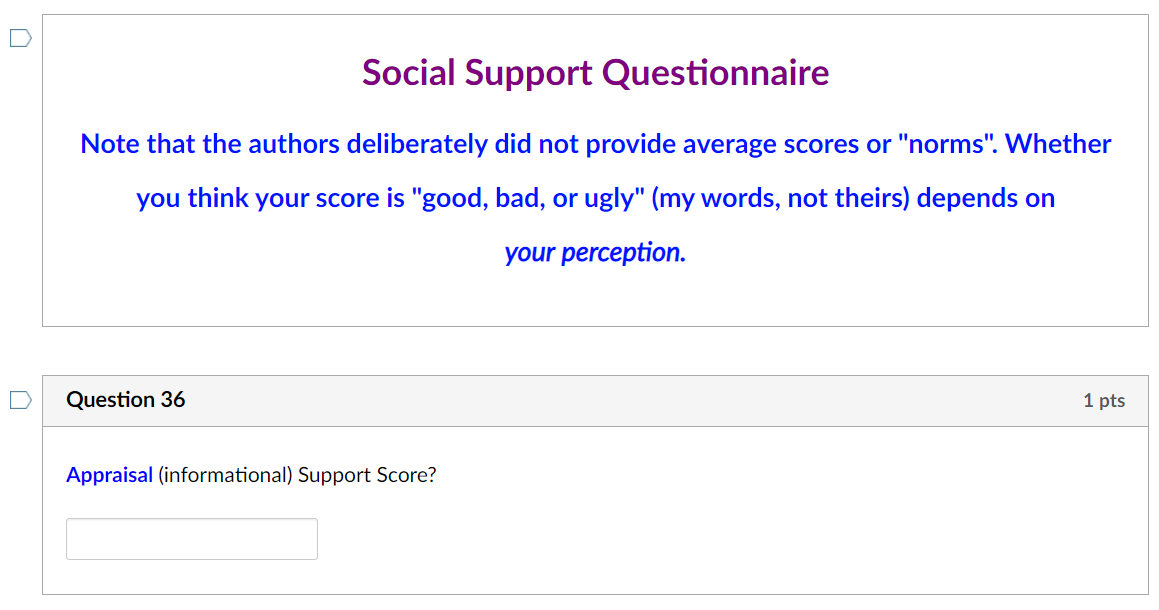 Social Support Questionnaire
Note that the authors deliberately did not provide average scores or "norms". Whether
you think your score is "good, bad, or ugly" (my words, not theirs) depends on
your perception.
Question 36
1 pts
Appraisal (informational) Support Score?